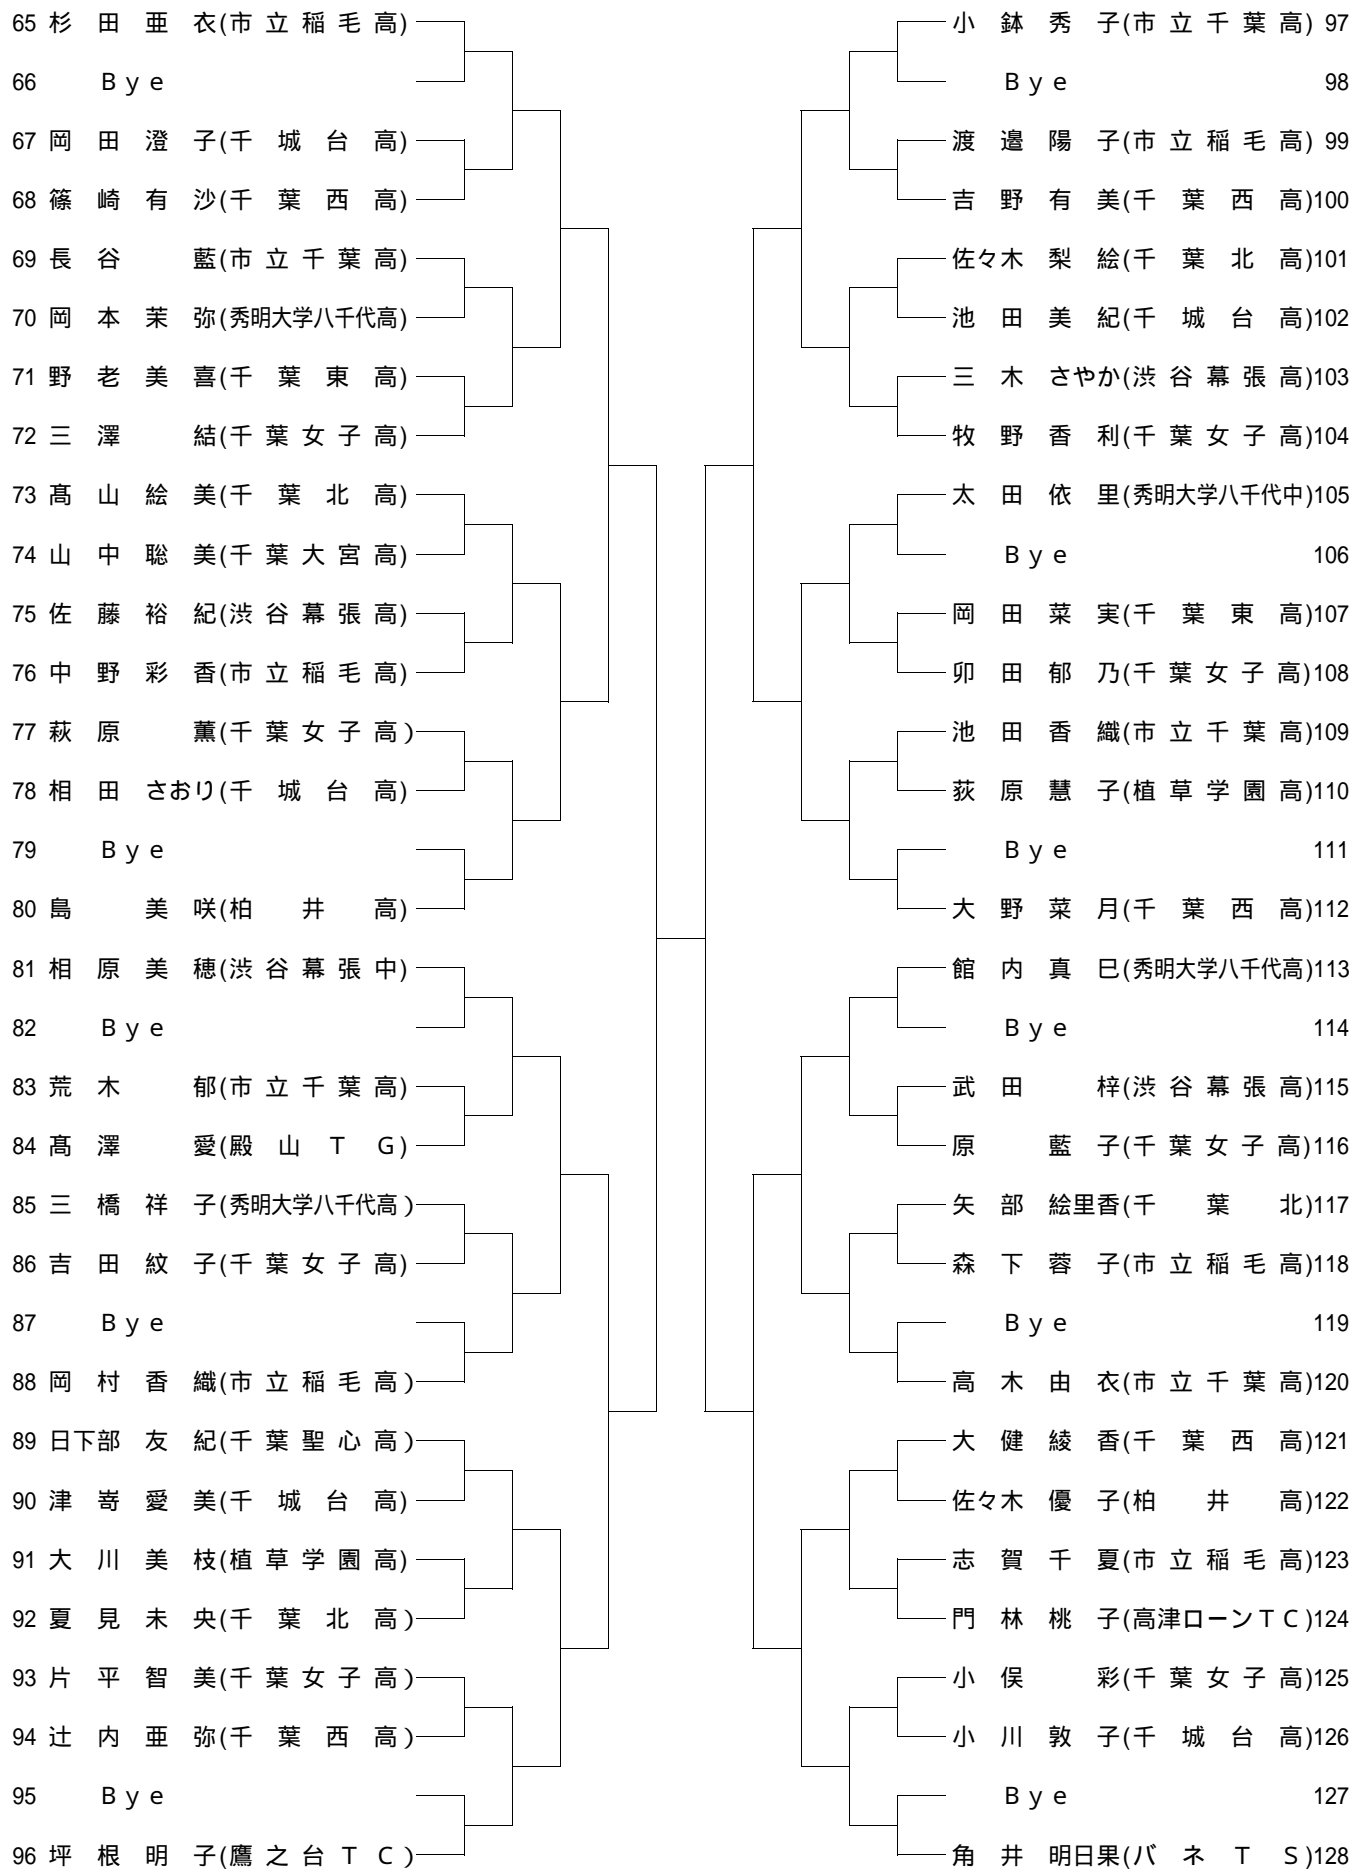 65 杉 田 亜 衣(市 立 稲 毛 高)
66 Ｂｙｅ
67 岡 田 澄 子(千 城 台 高)
68 篠 崎 有 沙(千 葉 西 高)
69 長 谷 藍(市 立 千 葉 高)
70 岡 本 茉 弥(秀明大学八千代高)
71 野 老 美 喜(千 葉 東 高)
72 三 澤 結(千 葉 女 子 高)
73 髙 山 絵 美(千 葉 北 高)
74 山 中 聡 美(千 葉 大 宮 高)
75 佐 藤 裕 紀(渋 谷 幕 張 高)
76 中 野 彩 香(市 立 稲 毛 高)
77 萩 原 薫(千 葉 女 子 高)
78 相 田 さおり(千 城 台 高)
79 Ｂｙｅ
80 島 美 咲(柏 井 高)
81 相 原 美 穂(渋 谷 幕 張 中)
82 Ｂｙｅ
83 荒 木 郁(市 立 千 葉 高)
84 髙 澤 愛(殿 山 Ｔ Ｇ)
85 三 橋 祥 子(秀明大学八千代高)
86 吉 田 紋 子(千 葉 女 子 高)
87 Ｂｙｅ
88 岡 村 香 織(市 立 稲 毛 高)
89 日下部 友 紀(千 葉 聖 心 高)
90 津 嵜 愛 美(千 城 台 高)
91 大 川 美 枝(植 草 学 園 高)
92 夏 見 未 央(千 葉 北 高)
93 片 平 智 美(千 葉 女 子 高)
94 辻 内 亜 弥(千 葉 西 高)
95 Ｂｙｅ
96 坪 根 明 子(鷹 之 台 Ｔ Ｃ)
小 鉢 秀 子(市 立 千 葉 高) 97
Ｂｙｅ 98
渡 邉 陽 子(市 立 稲 毛 高) 99
吉 野 有 美(千 葉 西 高)100
佐々木 梨 絵(千 葉 北 高)101
池 田 美 紀(千 城 台 高)102
三 木 さやか(渋 谷 幕 張 高)103
牧 野 香 利(千 葉 女 子 高)104
太 田 依 里(秀明大学八千代中)105
Ｂｙｅ 106
岡 田 菜 実(千 葉 東 高)107
卯 田 郁 乃(千 葉 女 子 高)108
池 田 香 織(市 立 千 葉 高)109
荻 原 慧 子(植 草 学 園 高)110
Ｂｙｅ 111
大 野 菜 月(千 葉 西 高)112
館 内 真 巳(秀明大学八千代高)113
Ｂｙｅ 114
武 田 梓(渋 谷 幕 張 高)115
原 藍 子(千 葉 女 子 高)116
矢 部 絵里香(千 葉 北)117
森 下 蓉 子(市 立 稲 毛 高)118
Ｂｙｅ 119
高 木 由 衣(市 立 千 葉 高)120
大 健 綾 香(千 葉 西 高)121
佐々木 優 子(柏 井 高)122
志 賀 千 夏(市 立 稲 毛 高)123
門 林 桃 子(高津ローンＴＣ)124
小 俣 彩(千 葉 女 子 高)125
小 川 敦 子(千 城 台 高)126
Ｂｙｅ 127
角 井 明日果(バ ネ Ｔ Ｓ)128